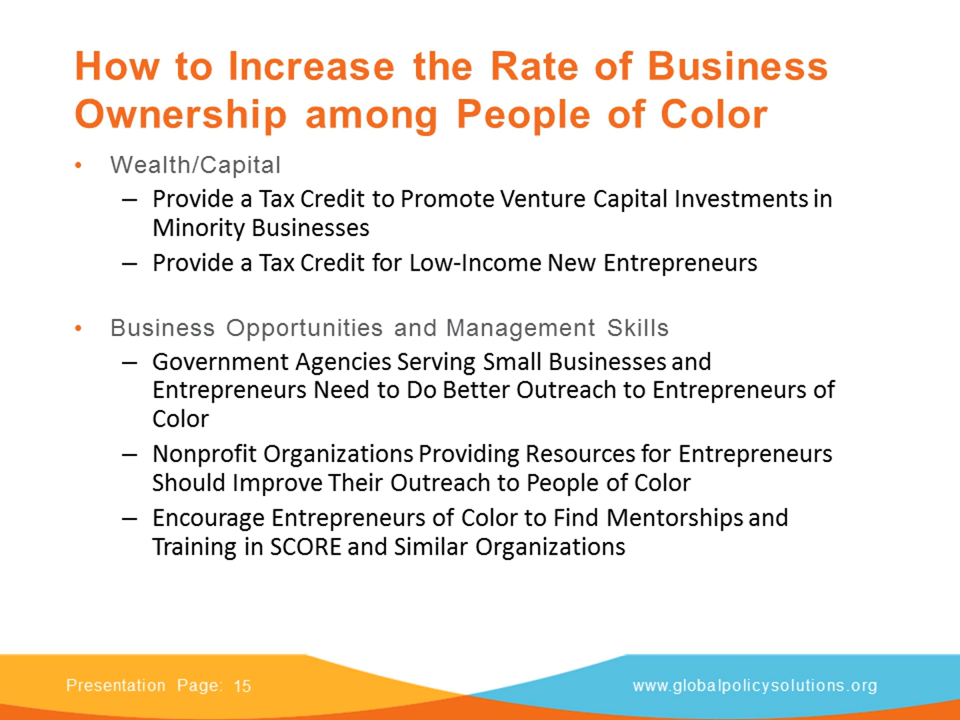 How to Increase the Rate of Business
Ownership among People of Color
• Wealth/Capital
– Provide a Tax Credit to Promote Venture Capital Investments in
Minority Businesses
– Provide a Tax Credit for Low-Income New Entrepreneurs
• Business Opportunities and Management Skills
– Government Agencies Serving Small Businesses and
Entrepreneurs Need to Do Better Outreach to Entrepreneurs of
Color
– Nonprofit Organizations Providing Resources for Entrepreneurs
Should Improve Their Outreach to People of Color
– Encourage Entrepreneurs of Color to Find Mentorships and
Training in SCORE and Similar Organizations
Presentation Page: 15
www.globalpolicysolutions.org